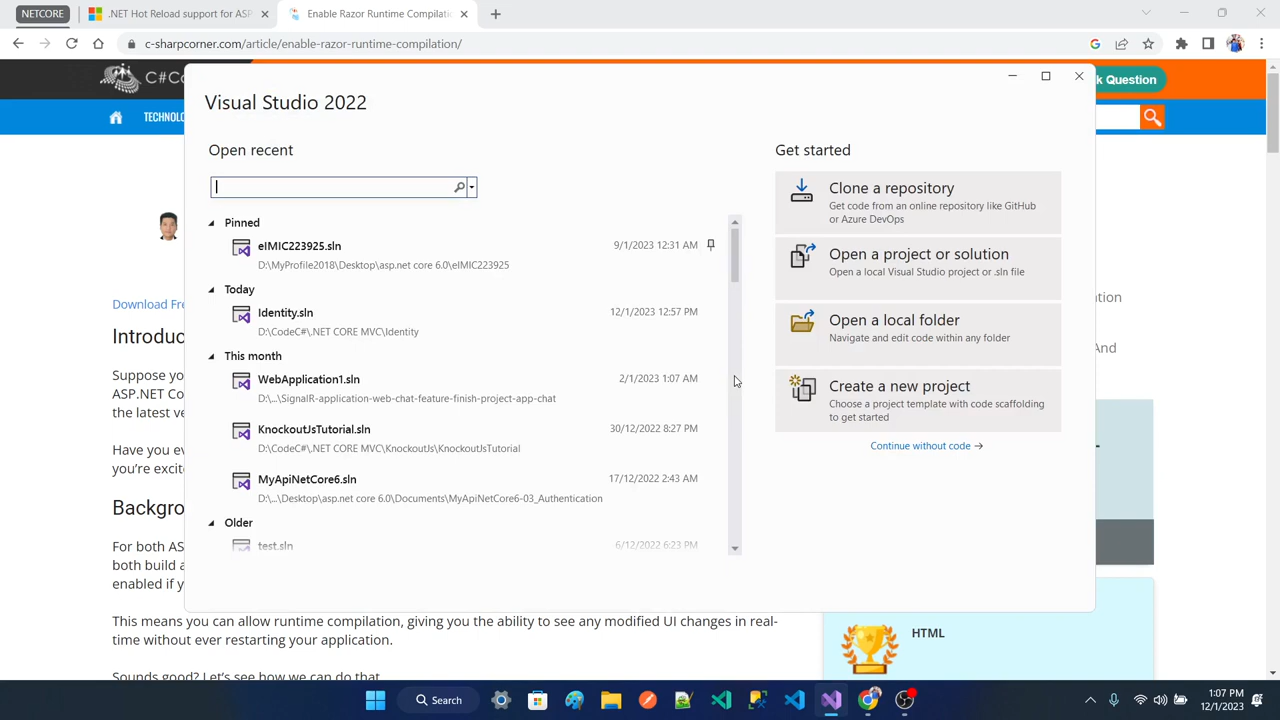 NETCORE
.NET Hot Reload support for ASP
Enable Razor Runtime Compilatio
c-sharpcorner.com/article/enable-razor-runtime-compilation/
C#Co
k Question
TECHNOLO
Visual Studio 2022
Open recent
Pinned
eIMIC223925.sln
9/1/2023 12:31 AM
D:\MyProfile2018\Desktop\asp.net core 6.0\eIMIC223925
Today
Identity.sln
12/1/2023 12:57 PM
D:\CodeC#\.NET CORE MVC\Identity
This month
WebApplication1.sln
2/1/2023 1:07 AM
D:\...\SignalR-application-web-chat-feature-finish-project-app-chat
KnockoutJsTutorial.sln
30/12/2022 8:27 PM
D:\CodeC#\.NET CORE MVC\KnockoutJs\KnockoutJsTutorial
MyApiNetCore6.sln
17/12/2022 2:43 AM
D:\...\Desktop\asp.net core 6.0\Documents\MyApiNetCore6-03_Authentication
Older
test.sln
6/12/2022 6:23 PM
Get started
Clone a repository
Get code from an online repository like GitHub
or Azure DevOps
Open a project or solution
Open a local Visual Studio project or .sln file
Open a local folder
Navigate and edit code within any folder
Create a new project
Choose a project template with code scaffolding
to get started
Continue without code →
Download Fre
ation
Introduc
And
Suppose yo
ASP.NET Co
the latest ve
Have you ev
you're excite
Backgro
For both AS
both build a
enabled if y
This means you can allow runtime compilation, giving you the ability to see any modified UI changes in real-
time without ever restarting your application.
Sounds good? Let's see how we can do that
HTML
Search
1:07 PM
12/1/2023